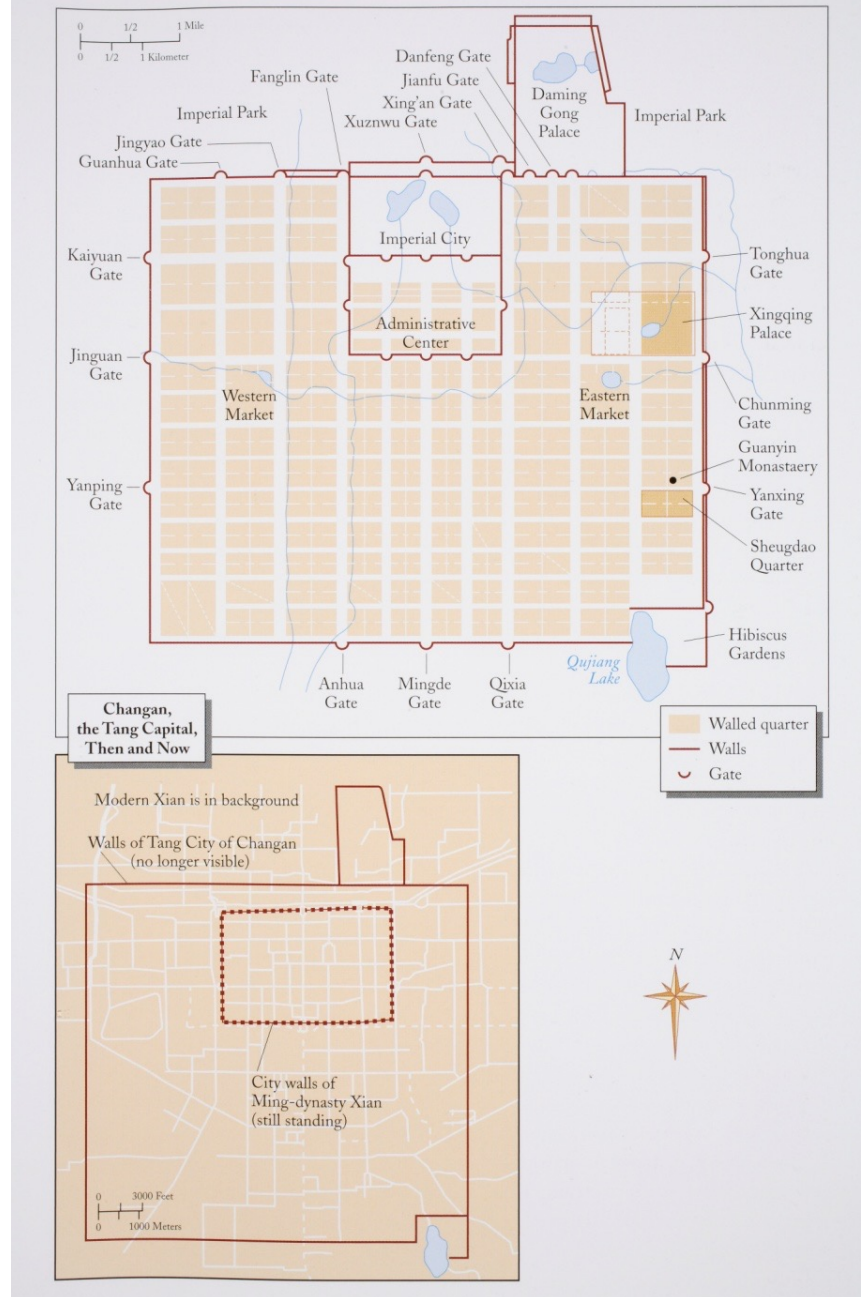 0 1/2 1 Mile
0 1/2 1 Kilometer
Danfeng Gate
Jianfu Gate
Xing'an Gate
Xuznwu Gate
Fanglin Gate
Imperial Park
Jingyao Gate
Guanhua Gate
Daming
Gong
Palace
Imperial Park
Imperial City
Kaiyuan
Gate
Tonghua
Gate
Xingqing
Palace
Administrative
Center
Jinguan
Gate
Western
Market
Eastern
Market
Chunming
Gate
Guanyin
Monastaery
Yanping
Gate
Yanxing
Gate
Sheugdao
Quarter
Hibiscus
Gardens
Qujiang
Lake
Anhua
Gate
Mingde
Gate
Qixia
Gate
Changan,
the Tang Capital,
Then and Now
Walled quarter
Walls
Gate
Modern Xian is in background
Walls of Tang City of Changan
(no longer visible)
City walls of
Ming-dynasty Xian
(still standing)
0 3000 Feet
0 1000 Meters
N